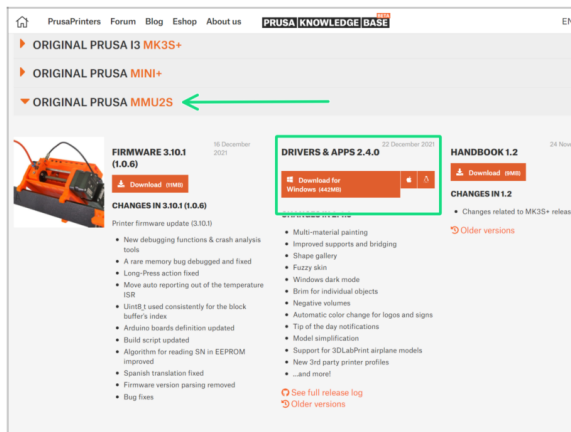 PrusaPrinters Forum Blog Eshop About us
PRUSA KNOWLEDGE BASE
BETA
EN
ORIGINAL PRUSA I3 MK3S+
ORIGINAL PRUSA MINI+
ORIGINAL PRUSA MMU2S
FIRMWARE 3.10.1
(1.0.6)
16 December
2021
Download (11MB)
CHANGES IN 3.10.1 (1.0.6)
Printer firmware update (3.10.1)
New debugging functions & crash analysis
tools
A rare memory bug debugged and fixed
Long-Press action fixed
Move auto reporting out of the temperature
ISR
Uint8_t used consistently for the block
buffer's index
Arduino boards definition updated
Build script updated
Algorithm for reading SN in EEPROM
improved
Spanish translation fixed
Firmware version parsing removed
Bug fixes
22 December 2021
DRIVERS & APPS 2.4.0
Download for
Windows (442MB)
Multi-material painting
Improved supports and bridging
Shape gallery
Fuzzy skin
Windows dark mode
Brim for individual objects
Negative volumes
Automatic color change for logos and signs
Tip of the day notifications
Model simplification
Support for 3DLabPrint airplane models
New 3rd party printer profiles
...and more!
See full release log
Older versions
24 Nove
HANDBOOK 1.2
Download (9MB)
CHANGES IN 1.2
Changes related to MK3S+ releas
Older versions